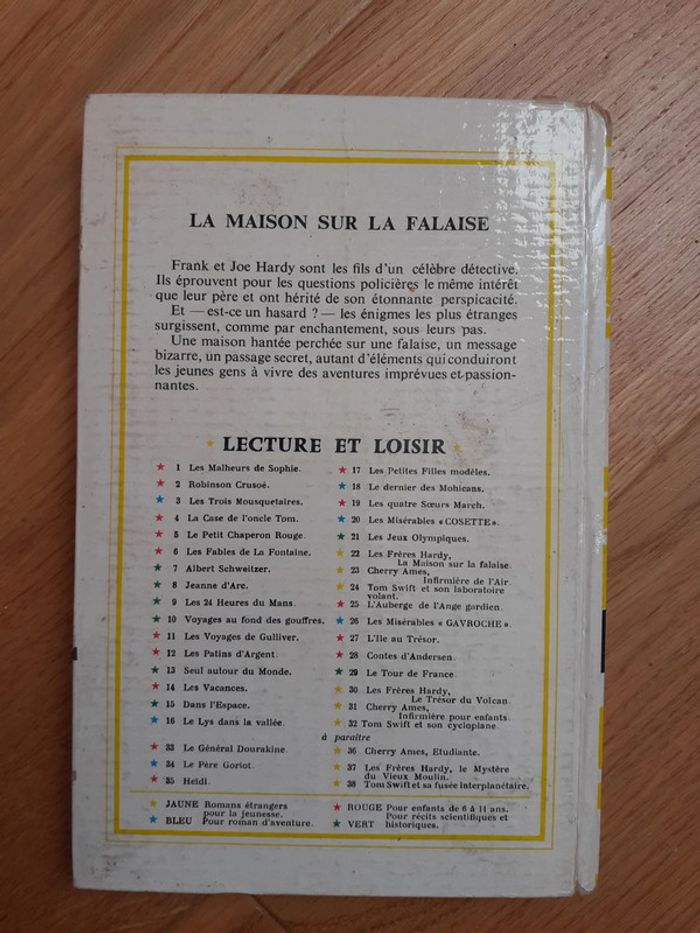 LA MAISON SUR LA FALAISE
Frank et Joe Hardy sont les fils d'un célèbre détective.
Ils éprouvent pour les questions policières le même intérêt
que leur père et ont hérité de son étonnante perspicacité.
Et — est-ce un hasard ? — les énigmes les plus étranges
surgissent, comme par enchantement, sous leurs pas.
Une maison hantée perchée sur une falaise, un message
bizarre, un passage secret, autant d'éléments qui conduiront
les jeunes gens à vivre des aventures imprévues et passion-
nantes.
★ LECTURE ET LOISIR ★
★ 1 Les Malheurs de Sophie.
★ 2 Robinson Crusoé.
★ 3 Les Trois Mousquetaires.
★ 4 La Case de l'oncle Tom.
★ 5 Le Petit Chaperon Rouge.
★ 6 Les Fables de La Fontaine.
★ 7 Albert Schweitzer.
★ 8 Jeanne d'Arc.
★ 9 Les 24 Heures du Mans.
★ 10 Voyages au fond des gouffres.
★ 11 Les Voyages de Gulliver.
★ 12 Les Patins d'Argent.
★ 13 Seul autour du Monde.
★ 14 Les Vacances.
★ 15 Dans l'Espace.
★ 16 Le Lys dans la vallée.
★ 17 Les Petites Filles modèles.
★ 18 Le dernier des Mohicans.
★ 19 Les quatre Sœurs March.
★ 20 Les Misérables «COSETTE».
★ 21 Les Jeux Olympiques.
★ 22 Les Frères Hardy,
La Maison sur la falaise.
★ 23 Cherry Ames,
Infirmière de l'Air.
★ 24 Tom Swift et son laboratoire
volant.
★ 25 L'Auberge de l'Ange gardien.
★ 26 Les Misérables « GAVROCHE ».
★ 27 L'Ile au Trésor.
★ 28 Contes d'Andersen.
★ 29 Le Tour de France.
★ 30 Les Frères Hardy,
Le Trésor du Volcan.
★ 31 Cherry Ames,
Infirmière pour enfants.
★ 32 Tom Swift et son cycloplane.
à paraître
★ 33 Le Général Dourakine.
★ 34 Le Père Goriot.
★ 35 Heïdi.
★ 36 Cherry Ames, Etudiante.
★ 37 Les Frères Hardy, le Mystère
du Vieux Moulin.
★ 38 Tom Swift et sa fusée interplanétaire.
★ JAUNE Romans étrangers
pour la jeunesse.
★ BLEU Pour roman d'aventure.
★ ROUGE Pour enfants de 6 à 11 ans.
★ VERT Pour récits scientifiques et
historiques.